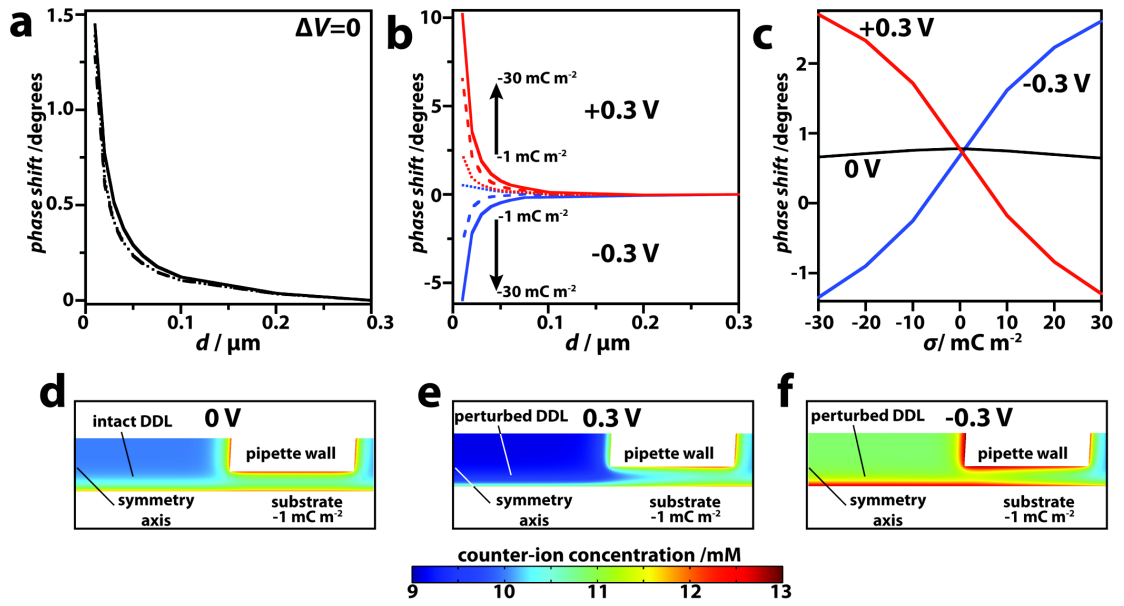 a
ΔV=0
phase shift /degrees
1.5
1.0
0.5
0
0
0.1
0.2
0.3
d / μm
b
phase shift /degrees
10
5
0
-5
-30 mC m⁻²
+0.3 V
-1 mC m⁻²
-1 mC m⁻²
-0.3 V
-30 mC m⁻²
0
0.1
0.2
0.3
d / μm
c
phase shift /degrees
2
1
0
-1
+0.3 V
-0.3 V
0 V
-30
-20
-10
0
10
20
30
σ/ mC m⁻²
d
0 V
intact DDL
pipette wall
symmetry
axis
substrate
-1 mC m⁻²
e
0.3 V
perturbed DDL
pipette wall
symmetry
axis
substrate
-1 mC m⁻²
f
-0.3 V
perturbed DDL
pipette wall
symmetry
axis
substrate
-1 mC m⁻²
counter-ion concentration /mM
9
10
11
12
13